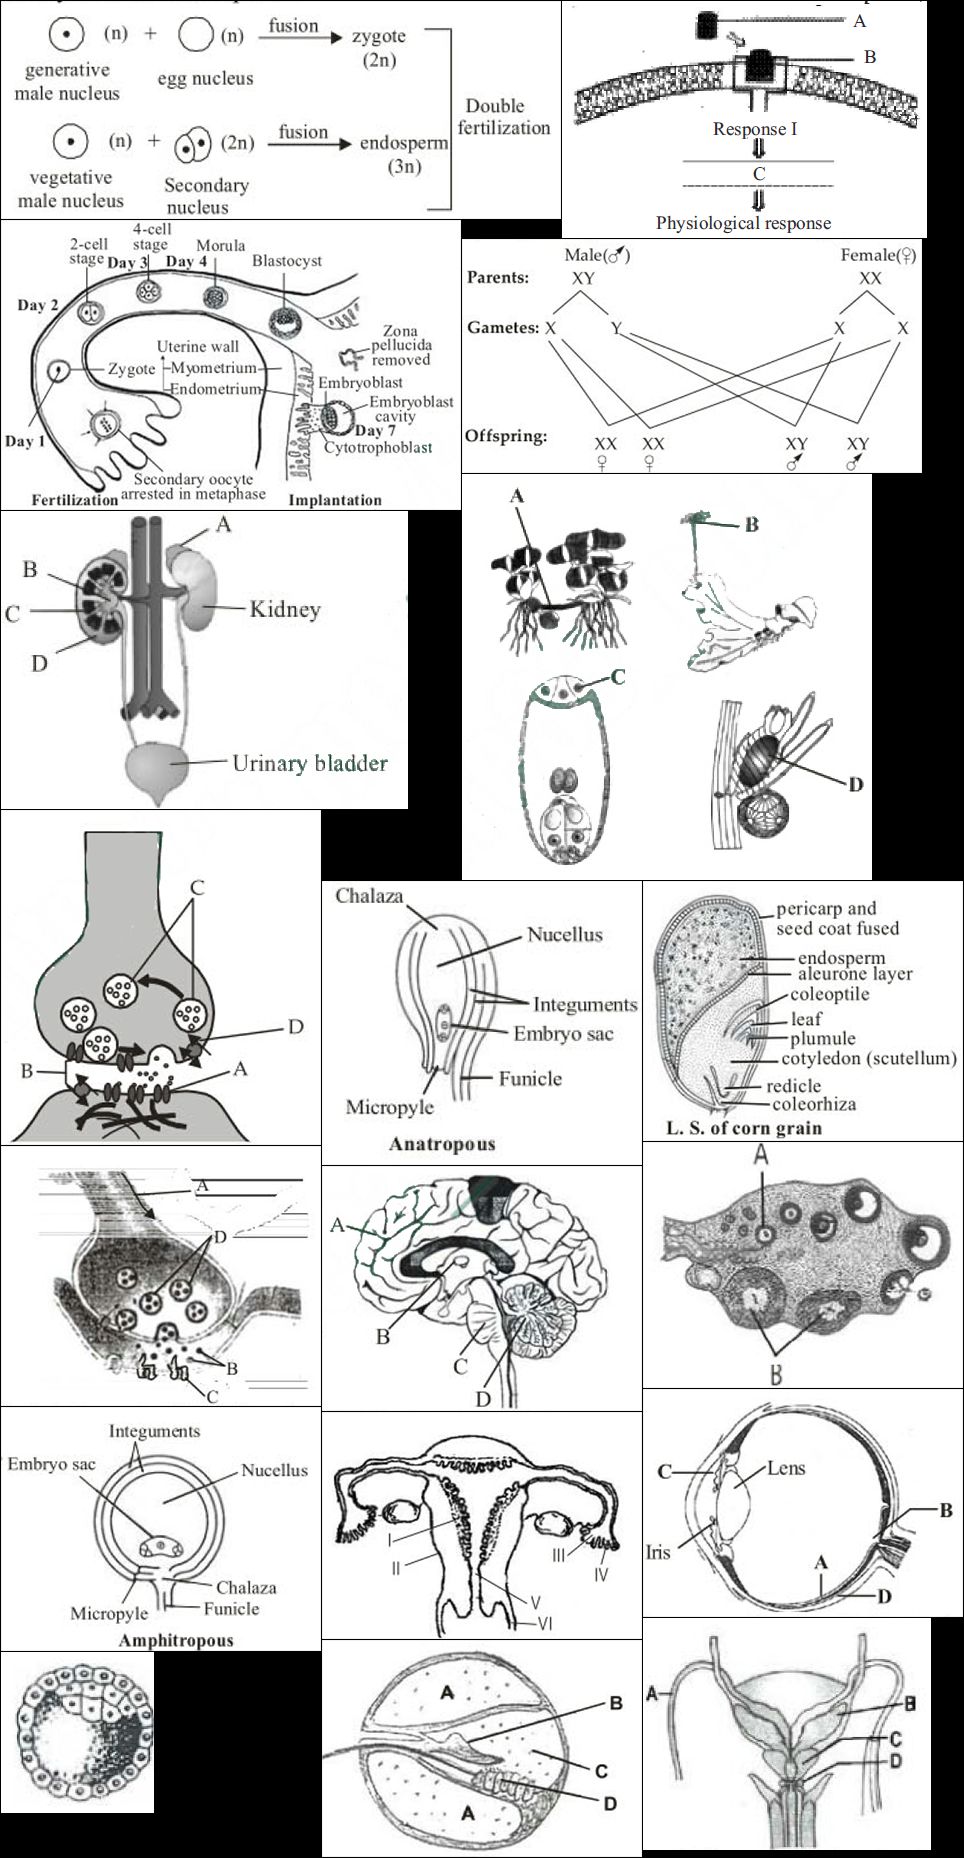 fusion
(n) + (n) zygote
(2n)
generative
male nucleus
egg nucleus
Double
fertilization
fusion
(n) + (2n) endosperm
(3n)
vegetative
male nucleus
Secondary
nucleus
A
B
Response I
C
Physiological response
4-cell
stage
2-cell
stage
Day 3
Day 4
Morula
Blastocyst
Day 2
Zona
pellucida
removed
Uterine wall
Zygote
Myometrium
Endometrium
Embryoblast
Embryoblast
cavity
Day 7
Cytotrophoblast
Day 1
Secondary oocyte
arrested in metaphase
Fertilization
Implantation
Male(♂) Female(♀)
Parents: XY XX
Gametes: X Y X X
Offspring: XX XX XY XY
♀ ♀ ♂ ♂
A
B
C
D
Kidney
Urinary bladder
A
B
C
D
C
D
B
A
Chalaza
Nucellus
Integuments
Embryo sac
Funicle
Micropyle
Anatropous
pericarp and
seed coat fused
endosperm
aleurone layer
coleoptile
leaf
plumule
cotyledon (scutellum)
redicle
coleorhiza
L. S. of corn grain
A
D
B
C
A
B
C
D
A
B
Integuments
Embryo sac
Nucellus
Chalaza
Micropyle
Funicle
Amphitropous
I
II
III
IV
V
VI
C
Lens
B
Iris
A
D
A
B
C
A
D
A
B
C
D